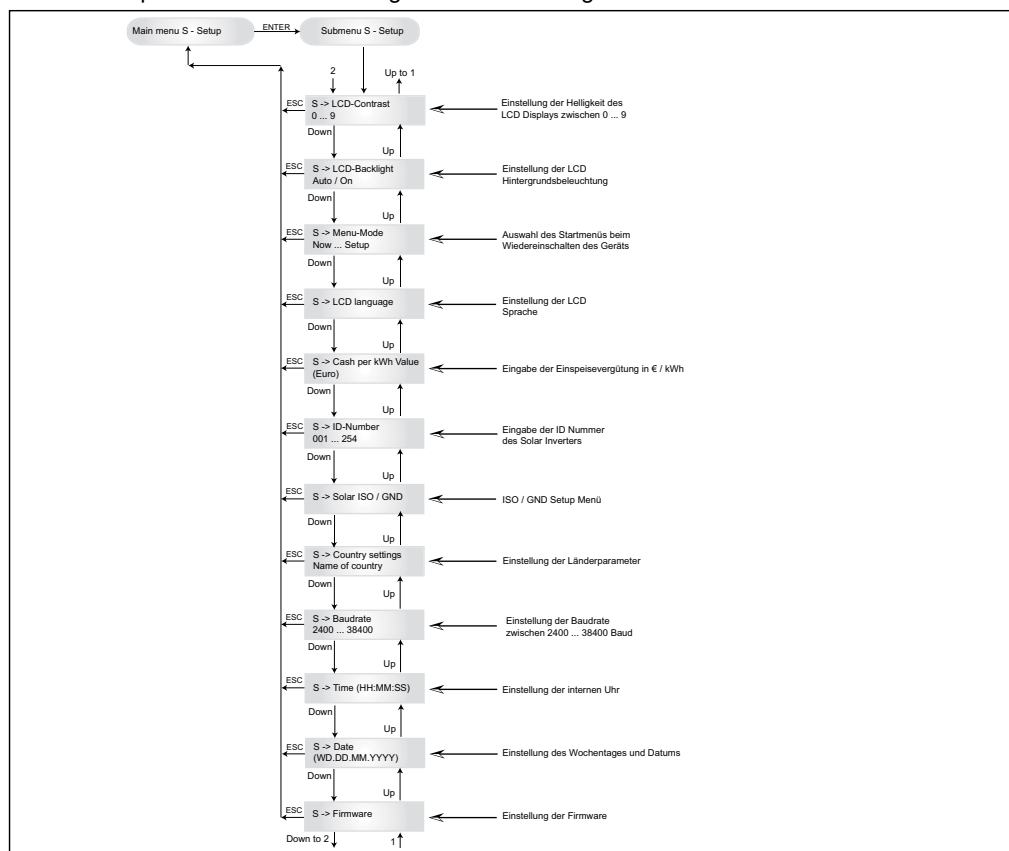 Main menu S - Setup
ENTER
Submenu S - Setup
2
Up to 1
ESC
S -> LCD-Contrast
0 ... 9
Einstellung der Helligkeit des
LCD Displays zwischen 0 ... 9
Down
Up
ESC
S -> LCD-Backlight
Auto / On
Einstellung der LCD
Hintergrundsbeleuchtung
Down
Up
ESC
S -> Menu-Mode
Now ... Setup
Auswahl des Startmenüs beim
Wiedereinschalten des Geräts
Down
Up
ESC
S -> LCD language
Einstellung der LCD
Sprache
Down
Up
ESC
S -> Cash per kWh Value
(Euro)
Eingabe der Einspeisevergütung in € / kWh
Down
Up
ESC
S -> ID-Number
001 ... 254
Eingabe der ID Nummer
des Solar Inverters
Down
Up
ESC
S -> Solar ISO / GND
ISO / GND Setup Menü
Down
Up
ESC
S -> Country settings
Name of country
Einstellung der Länderparameter
Down
Up
ESC
S -> Baudrate
2400 ... 38400
Einstellung der Baudrate
zwischen 2400 ... 38400 Baud
Down
Up
ESC
S -> Time (HH:MM:SS)
Einstellung der internen Uhr
Down
Up
ESC
S -> Date
(WD.DD.MM.YYYY)
Einstellung des Wochentages und Datums
Down
Up
ESC
S -> Firmware
Einstellung der Firmware
Down to 2
1